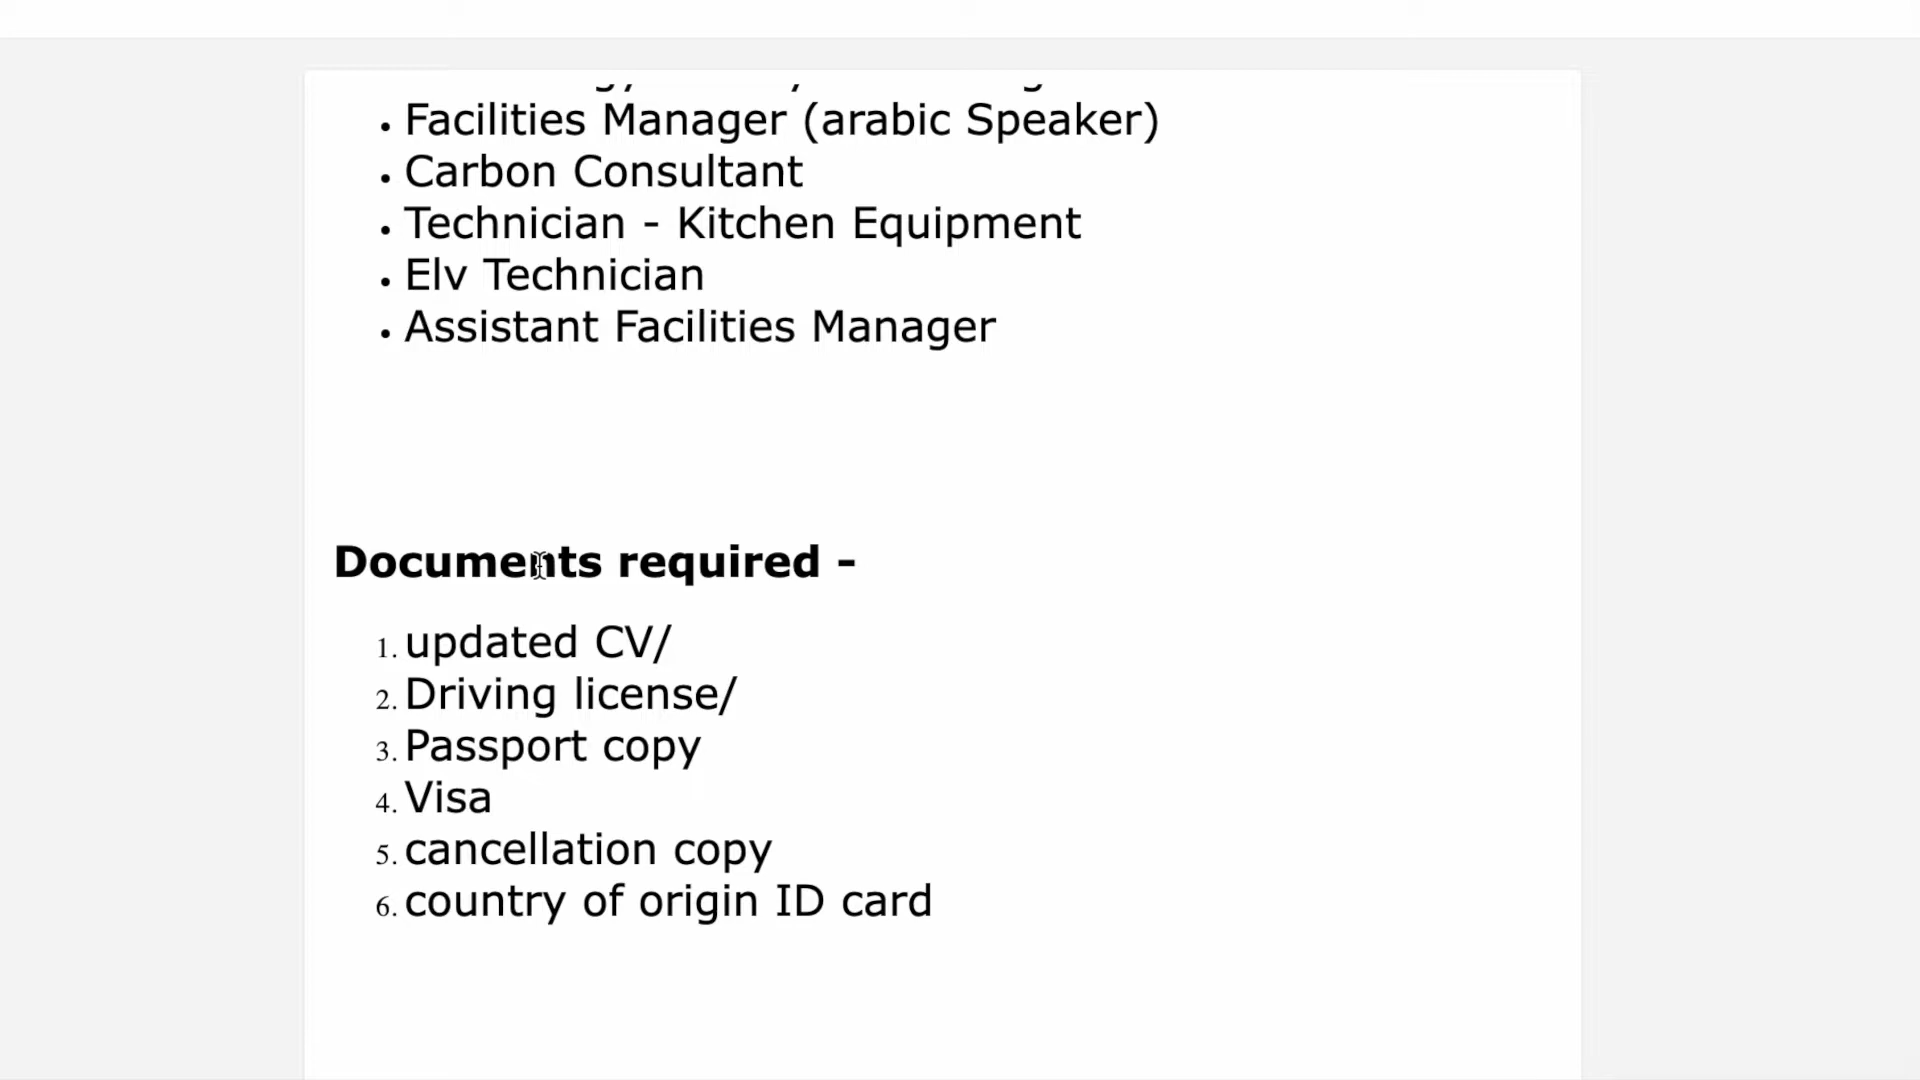 • Facilities Manager (arabic Speaker)
• Carbon Consultant
• Technician - Kitchen Equipment
• Elv Technician
• Assistant Facilities Manager
Documents required -
1. updated CV/
2. Driving license/
3. Passport copy
4. Visa
5. cancellation copy
6. country of origin ID card